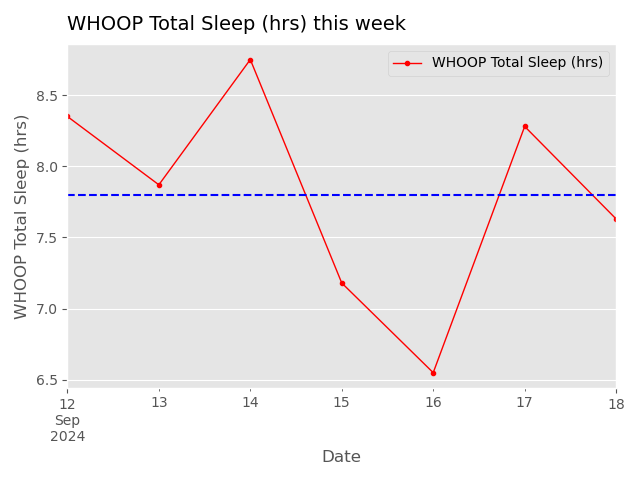 WHOOP Total Sleep (hrs) this week
WHOOP Total Sleep (hrs)
WHOOP Total Sleep (hrs)
8.5
8.0
7.5
7.0
6.5
12 13 14 15 16 17 18
Sep
2024
Date